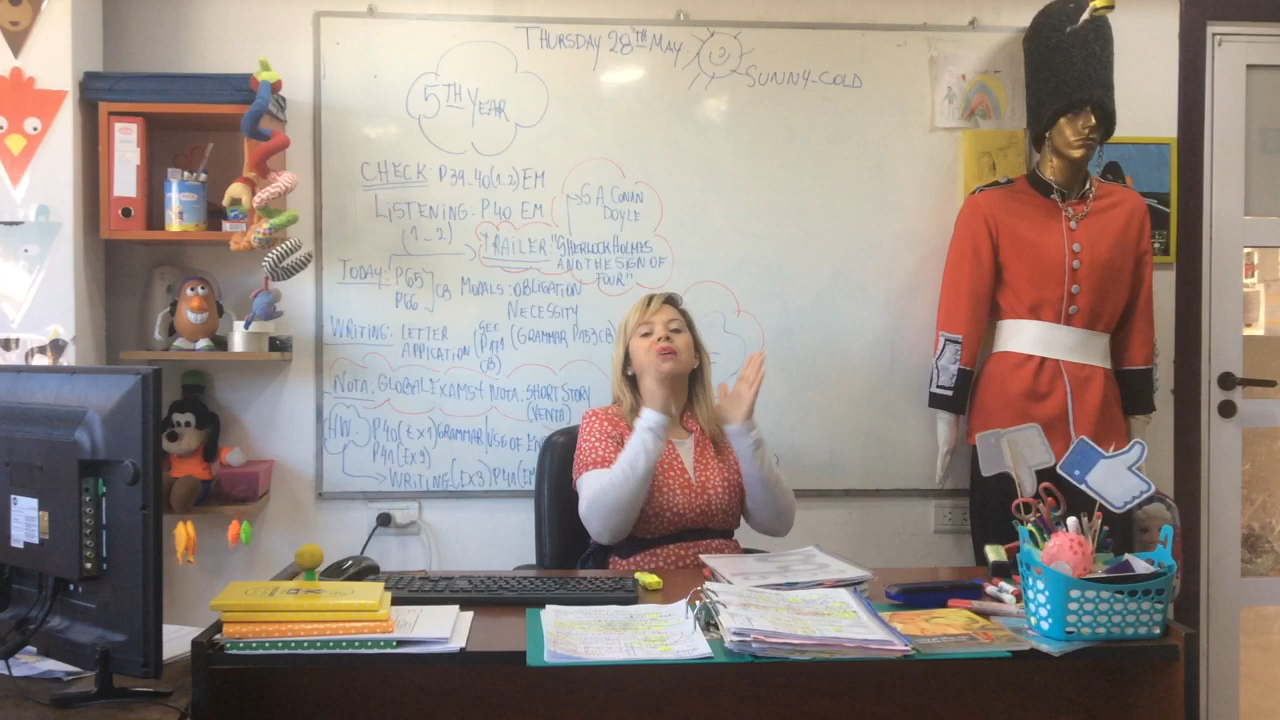 THURSDAY 28TH MAY
SUNNY-COLD
5TH YEAR
CHECK: P39-40(1-2) EM
LISTENING: P40 EM
(1-2)
→S A CONAN
DOYLE
TRAILER: "SHERLOCK HOLMES
AND THE SIGN OF
FOUR"
TODAY: P65
P66
CB MODALS: OBLIGATION
NECESSITY
WRITING: LETTER
APPLICATION
(GRAMMAR P153 CB)
CB)
NOTA: GLOBAL EXAMS + NOTA: SHORT STORY
(VENTA)
HW: P40(EX1) GRAMMAR/USE OF
P41(EX9)
→WRITING(EX3) P41(